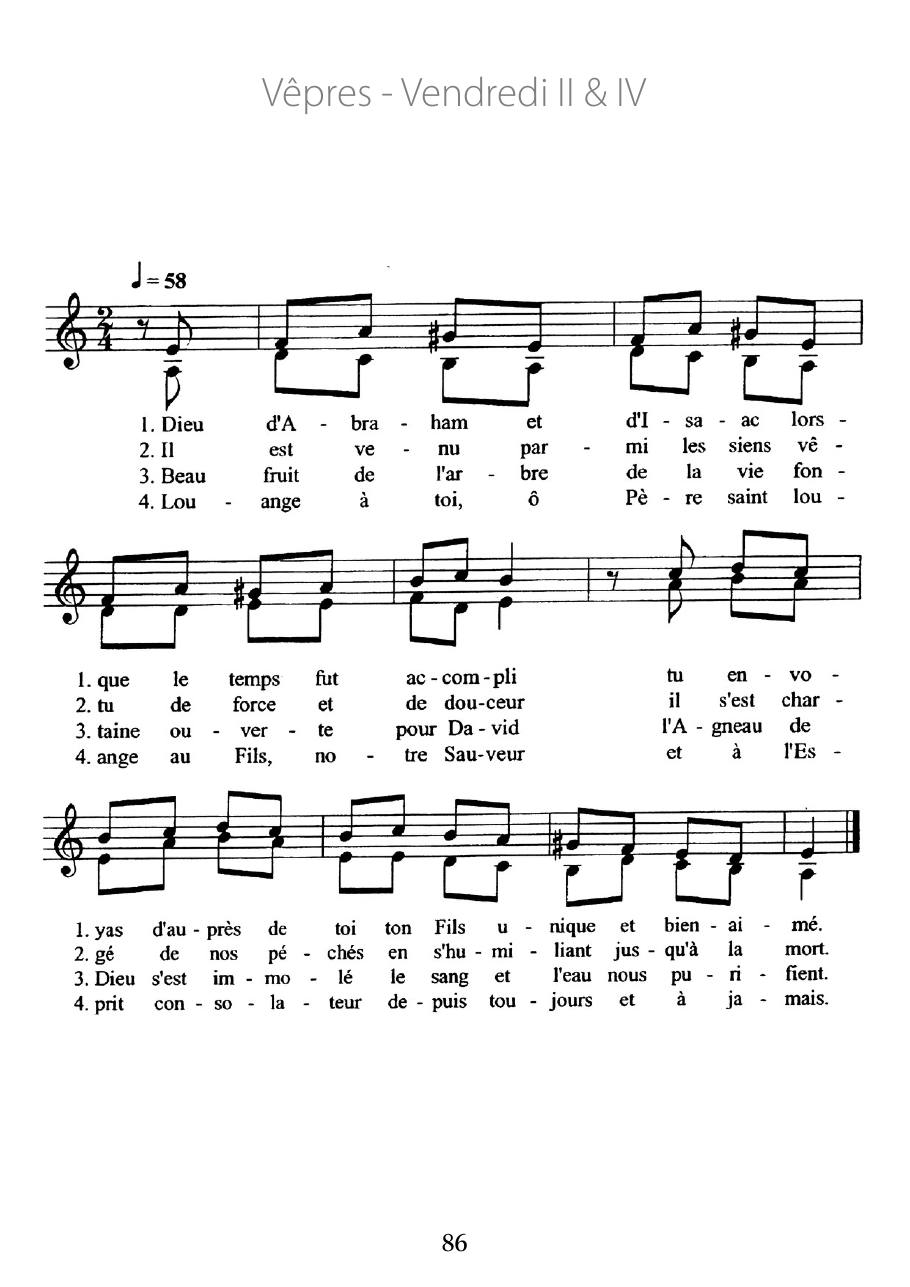 Vêpres - Vendredi II & IV
♩ = 58
1. Dieu d'A - bra - ham et d'I - sa - ac lors -
2. Il est ve - nu par - mi les siens vê -
3. Beau fruit de l'ar - bre de la vie fon -
4. Lou - ange à toi, ô Pè - re saint lou -
1. que le temps fut ac - com - pli tu en - vo -
2. tu de force et de dou-ceur il s'est char -
3. taine ou - ver - te pour Da - vid l'A - gneau de
4. ange au Fils, no - tre Sau-veur et à l'Es -
1. yas d'au - près de toi ton Fils u - nique et bien - ai - mé.
2. gé de nos pé - chés en s'hu - mi - liant jus - qu'à la mort.
3. Dieu s'est im - mo - lé le sang et l'eau nous pu - ri - fient.
4. prit con - so - la - teur de - puis tou - jours et à ja - mais.
86